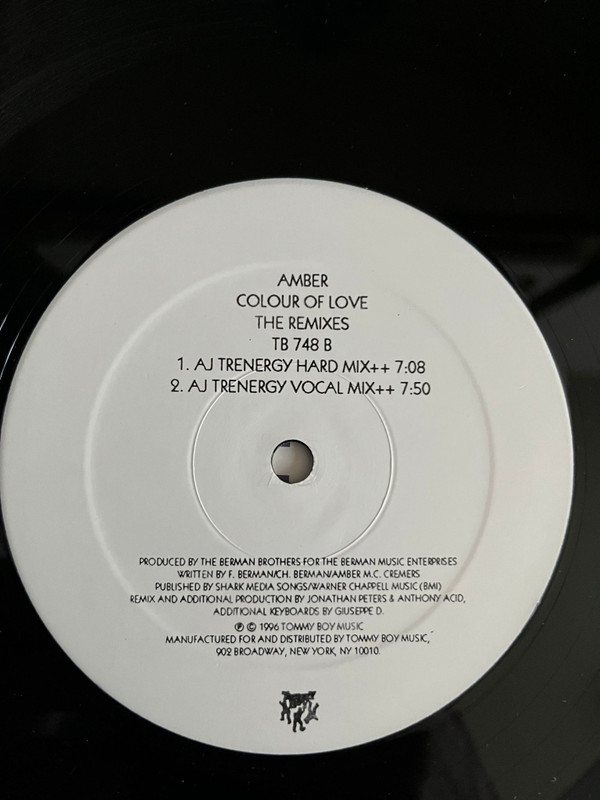 AMBER
COLOUR OF LOVE
THE REMIXES
TB 748 B
1. AJ TRENERGY HARD MIX++ 7:08
2. AJ TRENERGY VOCAL MIX++ 7:50
PRODUCED BY THE BERMAN BROTHERS FOR THE BERMAN MUSIC ENTERPRISES
WRITTEN BY F. BERMAN/CH. BERMAN/AMBER M.C. CREMERS
PUBLISHED BY SHARK MEDIA SONGS/WARNER CHAPPELL MUSIC (BMI)
REMIX AND ADDITIONAL PRODUCTION BY JONATHAN PETERS & ANTHONY ACID,
ADDITIONAL KEYBOARDS BY GIUSEPPE D.
℗ © 1996 TOMMY BOY MUSIC
MANUFACTURED FOR AND DISTRIBUTED BY TOMMY BOY MUSIC,
902 BROADWAY, NEW YORK, NY 10010.